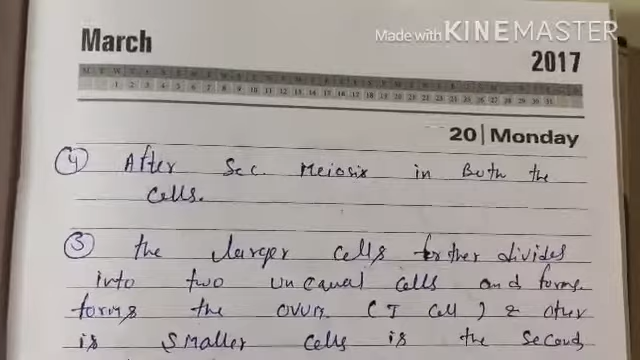 Made with KINEMASTER
March
2017
20 | Monday
④ After Sec. Meiosis in Both the
cells.
③ the larger cells further divides
into two unequal cells and forms
forms the ovum (I cell) & other
is smaller cells is the second